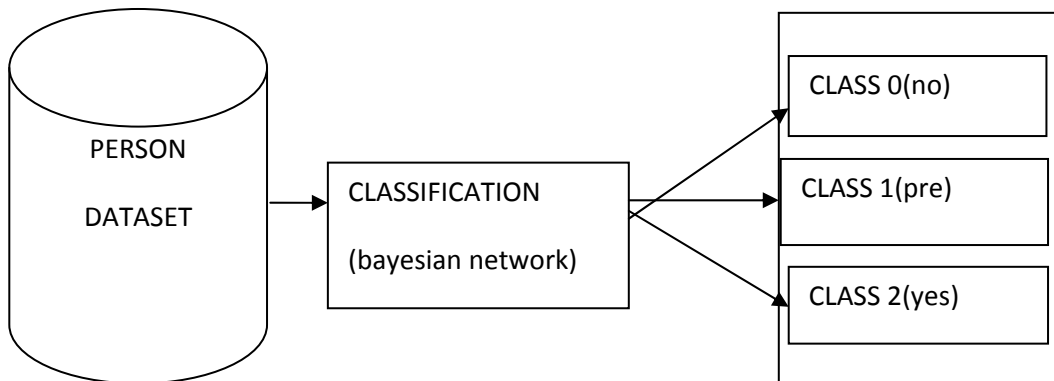 PERSON
DATASET
CLASSIFICATION
(bayesian network)
CLASS 0(no)
CLASS 1(pre)
CLASS 2(yes)